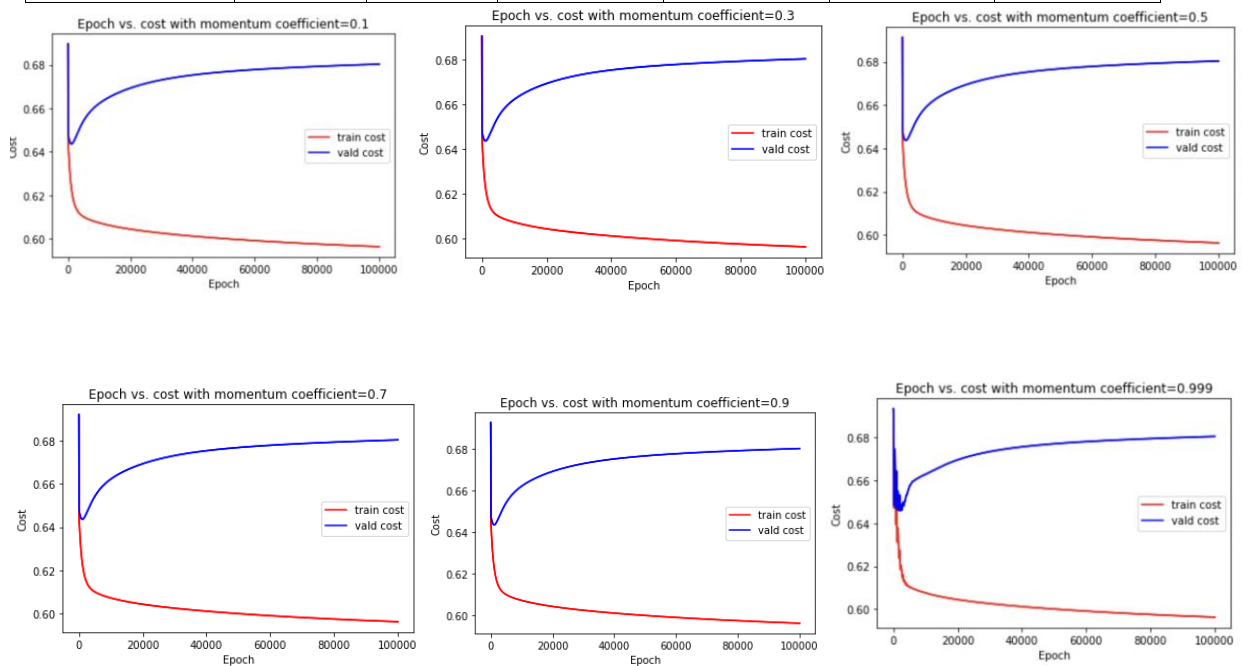 Epoch vs. cost with momentum coefficient=0.1
0.68
0.66
0.64
0.62
0.60
Cost
train cost
vald cost
0 20000 40000 60000 80000 100000
Epoch
Epoch vs. cost with momentum coefficient=0.3
0.68
0.66
0.64
0.62
0.60
Cost
train cost
vald cost
0 20000 40000 60000 80000 100000
Epoch
Epoch vs. cost with momentum coefficient=0.5
0.68
0.66
0.64
0.62
0.60
Cost
train cost
vald cost
0 20000 40000 60000 80000 100000
Epoch
Epoch vs. cost with momentum coefficient=0.7
0.68
0.66
0.64
0.62
0.60
Cost
train cost
vald cost
0 20000 40000 60000 80000 100000
Epoch
Epoch vs. cost with momentum coefficient=0.9
0.68
0.66
0.64
0.62
0.60
Cost
train cost
vald cost
0 20000 40000 60000 80000 100000
Epoch
Epoch vs. cost with momentum coefficient=0.999
0.68
0.66
0.64
0.62
0.60
Cost
train cost
vald cost
0 20000 40000 60000 80000 100000
Epoch